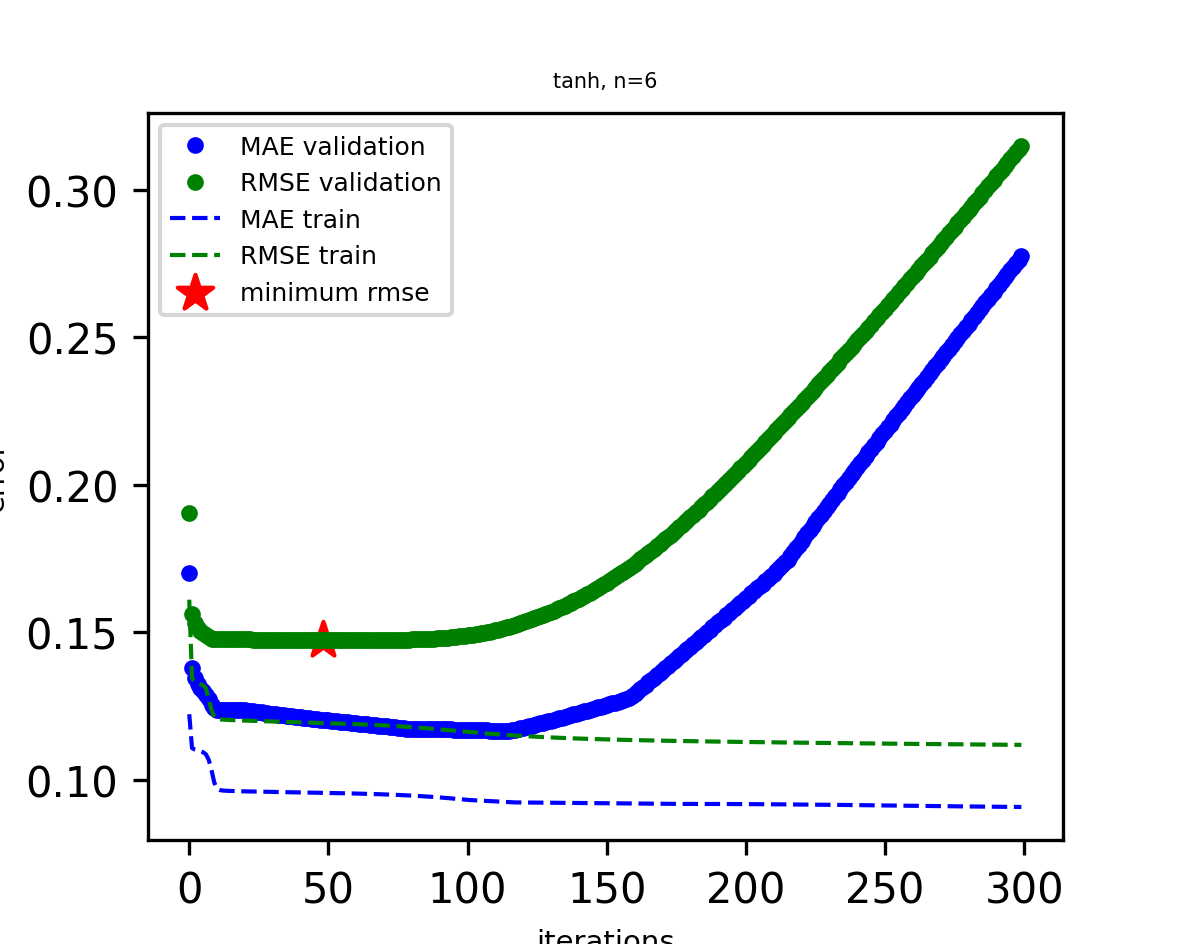 tanh, n=6
MAE validation
RMSE validation
MAE train
RMSE train
minimum rmse
0.30
0.25
0.20
0.15
0.10
0 50 100 150 200 250 300
iterations